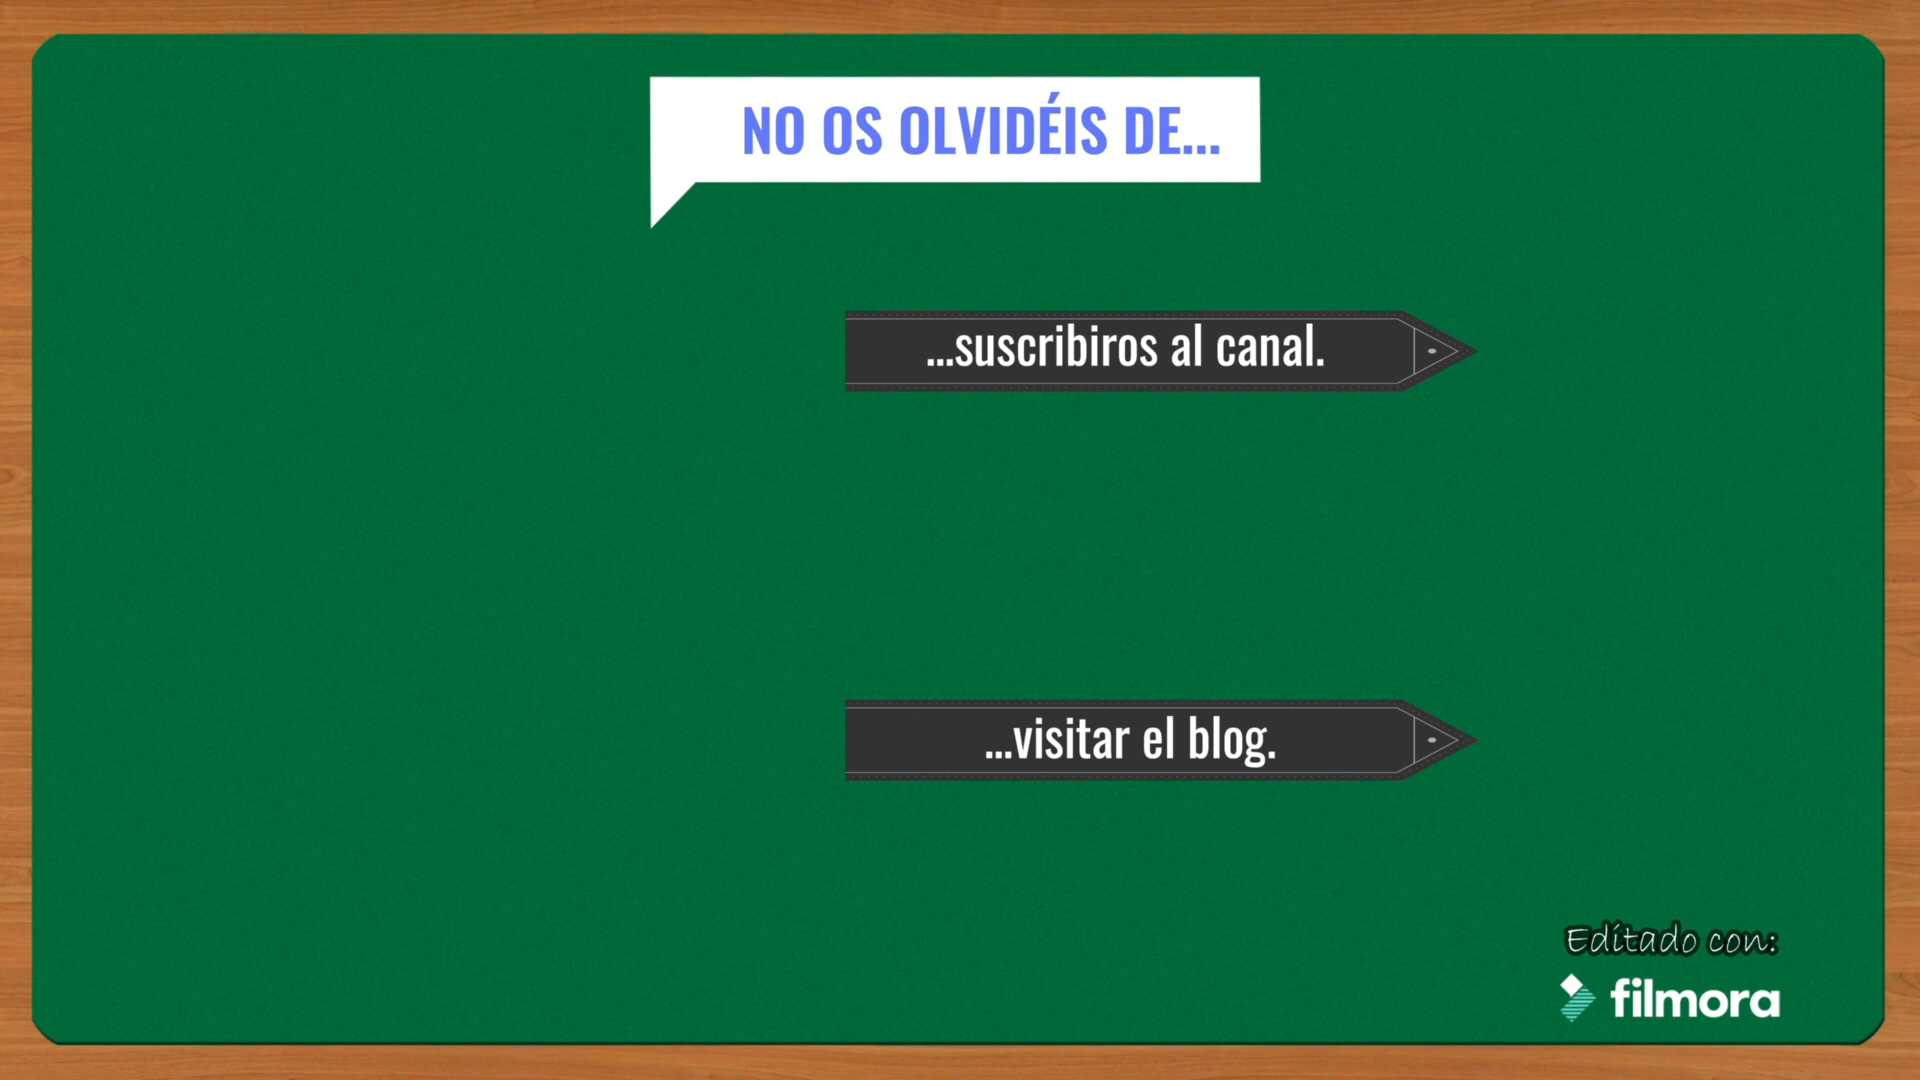 NO OS OLVIDÉIS DE...
...suscribiros al canal.
...visitar el blog.
Editado con:
filmora